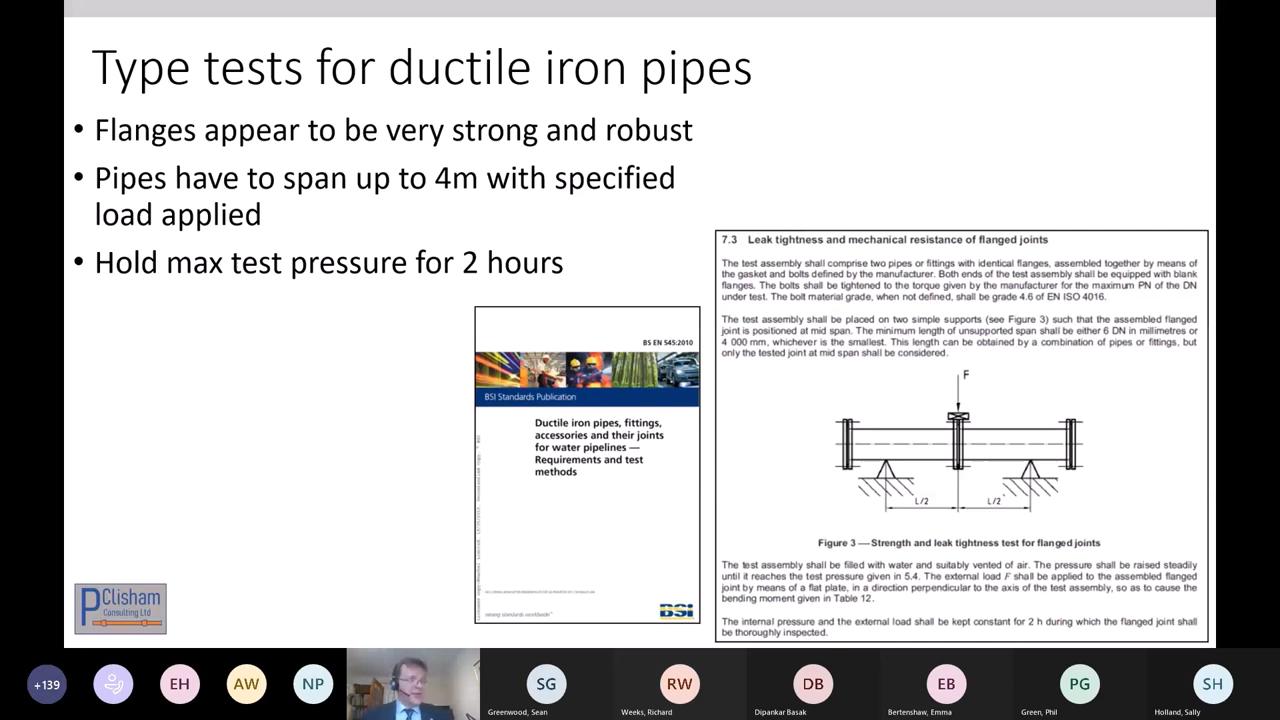 Type tests for ductile iron pipes
• Flanges appear to be very strong and robust
• Pipes have to span up to 4m with specified
load applied
• Hold max test pressure for 2 hours
BS EN 545:2010
BSI Standards Publication
Ductile iron pipes, fittings,
accessories and their joints
for water pipelines —
Requirements and test
methods
BSI
7.3 Leak tightness and mechanical resistance of flanged joints
The test assembly shall comprise two pipes or fittings with identical flanges, assembled together by means of
the gasket and bolts defined by the manufacturer. Both ends of the test assembly shall be equipped with blank
flanges. The bolts shall be tightened to the torque given by the manufacturer for the maximum PN of the DN
under test. The bolt material grade, when not defined, shall be grade 4.6 of EN ISO 4016.
The test assembly shall be placed on two simple supports (see Figure 3) such that the assembled flanged
joint is positioned at mid span. The minimum length of unsupported span shall be either 6 DN in millimetres or
4 000 mm, whichever is the smallest. This length can be obtained by a combination of pipes or fittings, but
only the tested joint at mid span shall be considered.
F
L/2
L/2
Figure 3 — Strength and leak tightness test for flanged joints
The test assembly shall be filled with water and suitably vented of air. The pressure shall be raised steadily
until it reaches the test pressure given in 5.4. The external load F shall be applied to the assembled flanged
joint by means of a flat plate, in a direction perpendicular to the axis of the test assembly, so as to cause the
bending moment given in Table 12.
The internal pressure and the external load shall be kept constant for 2 h during which the flanged joint shall
be thoroughly inspected.
PClisham
Consulting Ltd
+139
EH
AW
NP
SG
RW
DB
EB
PG
SH
Greenwood, Sean
Weeks, Richard
Dipankar Basak
Bertenshaw, Emma
Green, Phil
Holland, Sally